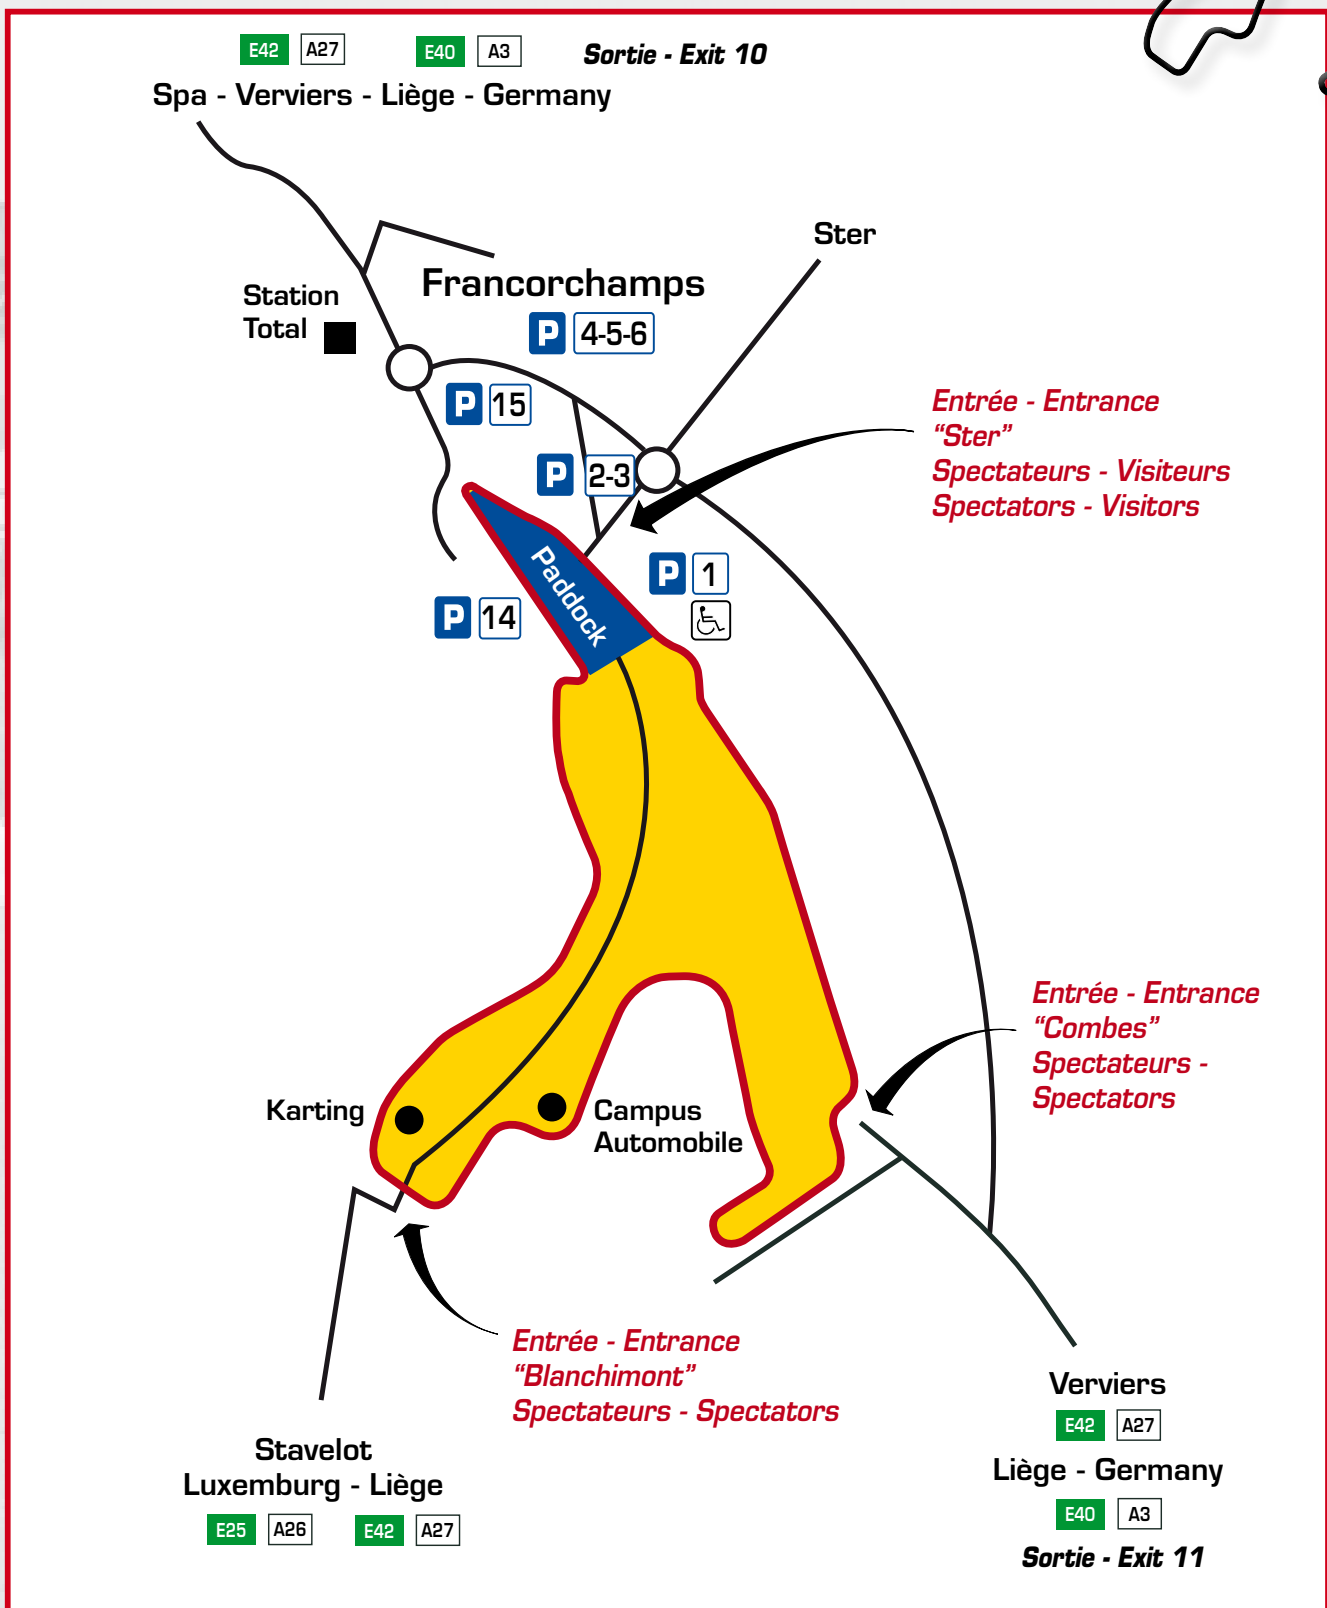 E42 A27 E40 A3 Sortie - Exit 10
Spa - Verviers - Liège - Germany
Ster
Francorchamps
Station
Total
P 4-5-6
P 15
P 2-3
Entrée - Entrance
“Ster”
Spectateurs - Visiteurs
Spectators - Visitors
P 1
P 14
Paddock
Entrée - Entrance
“Combes”
Spectateurs -
Spectators
Karting
Campus
Automobile
Entrée - Entrance
“Blanchimont”
Spectateurs - Spectators
Stavelot
Luxemburg - Liège
E25 A26 E42 A27
Verviers
E42 A27
Liège - Germany
E40 A3
Sortie - Exit 11